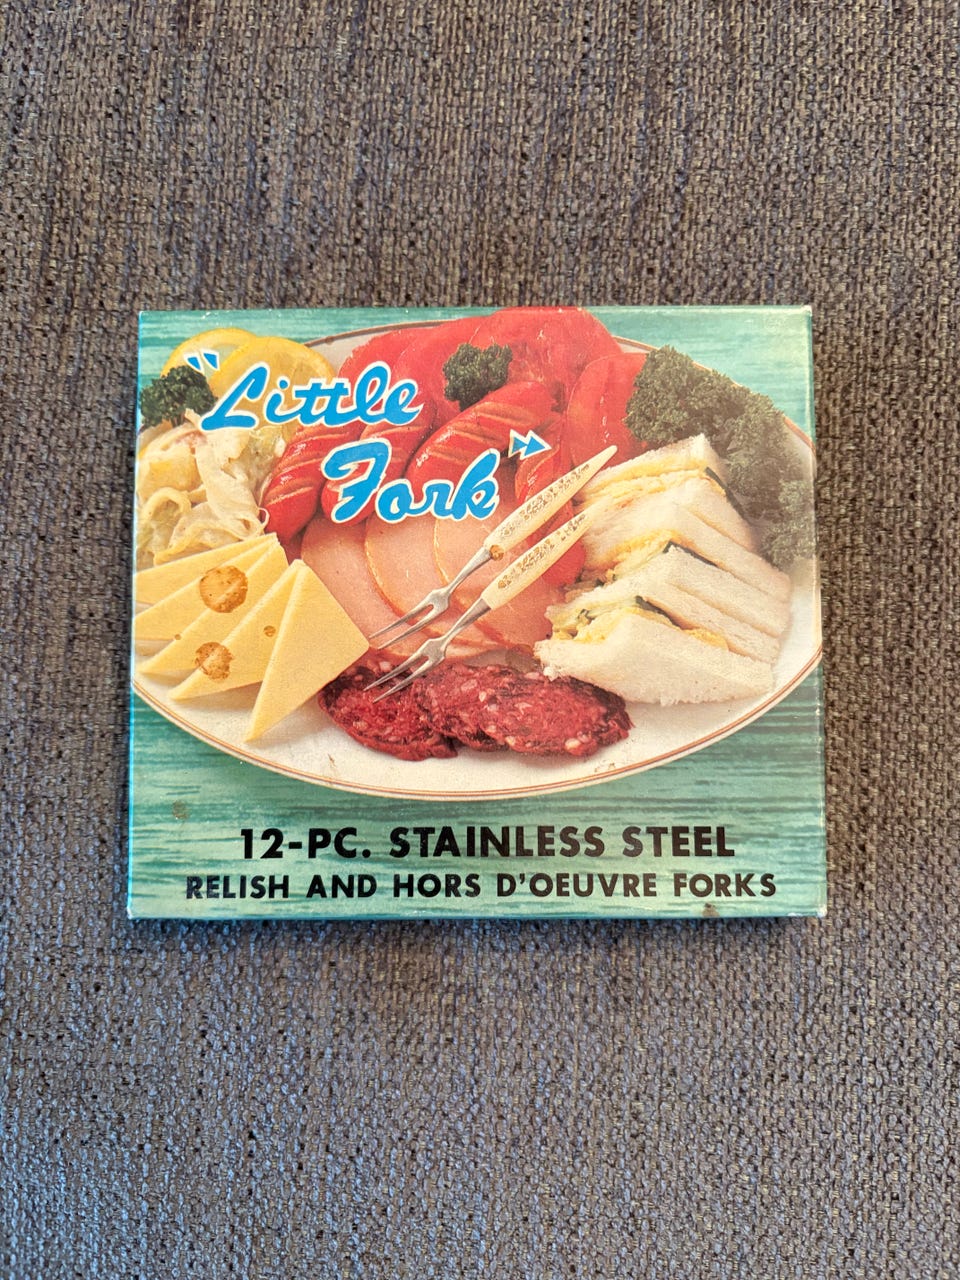 "Little
Fork"
12-PC. STAINLESS STEEL
RELISH AND HORS D'OEUVRE FORKS